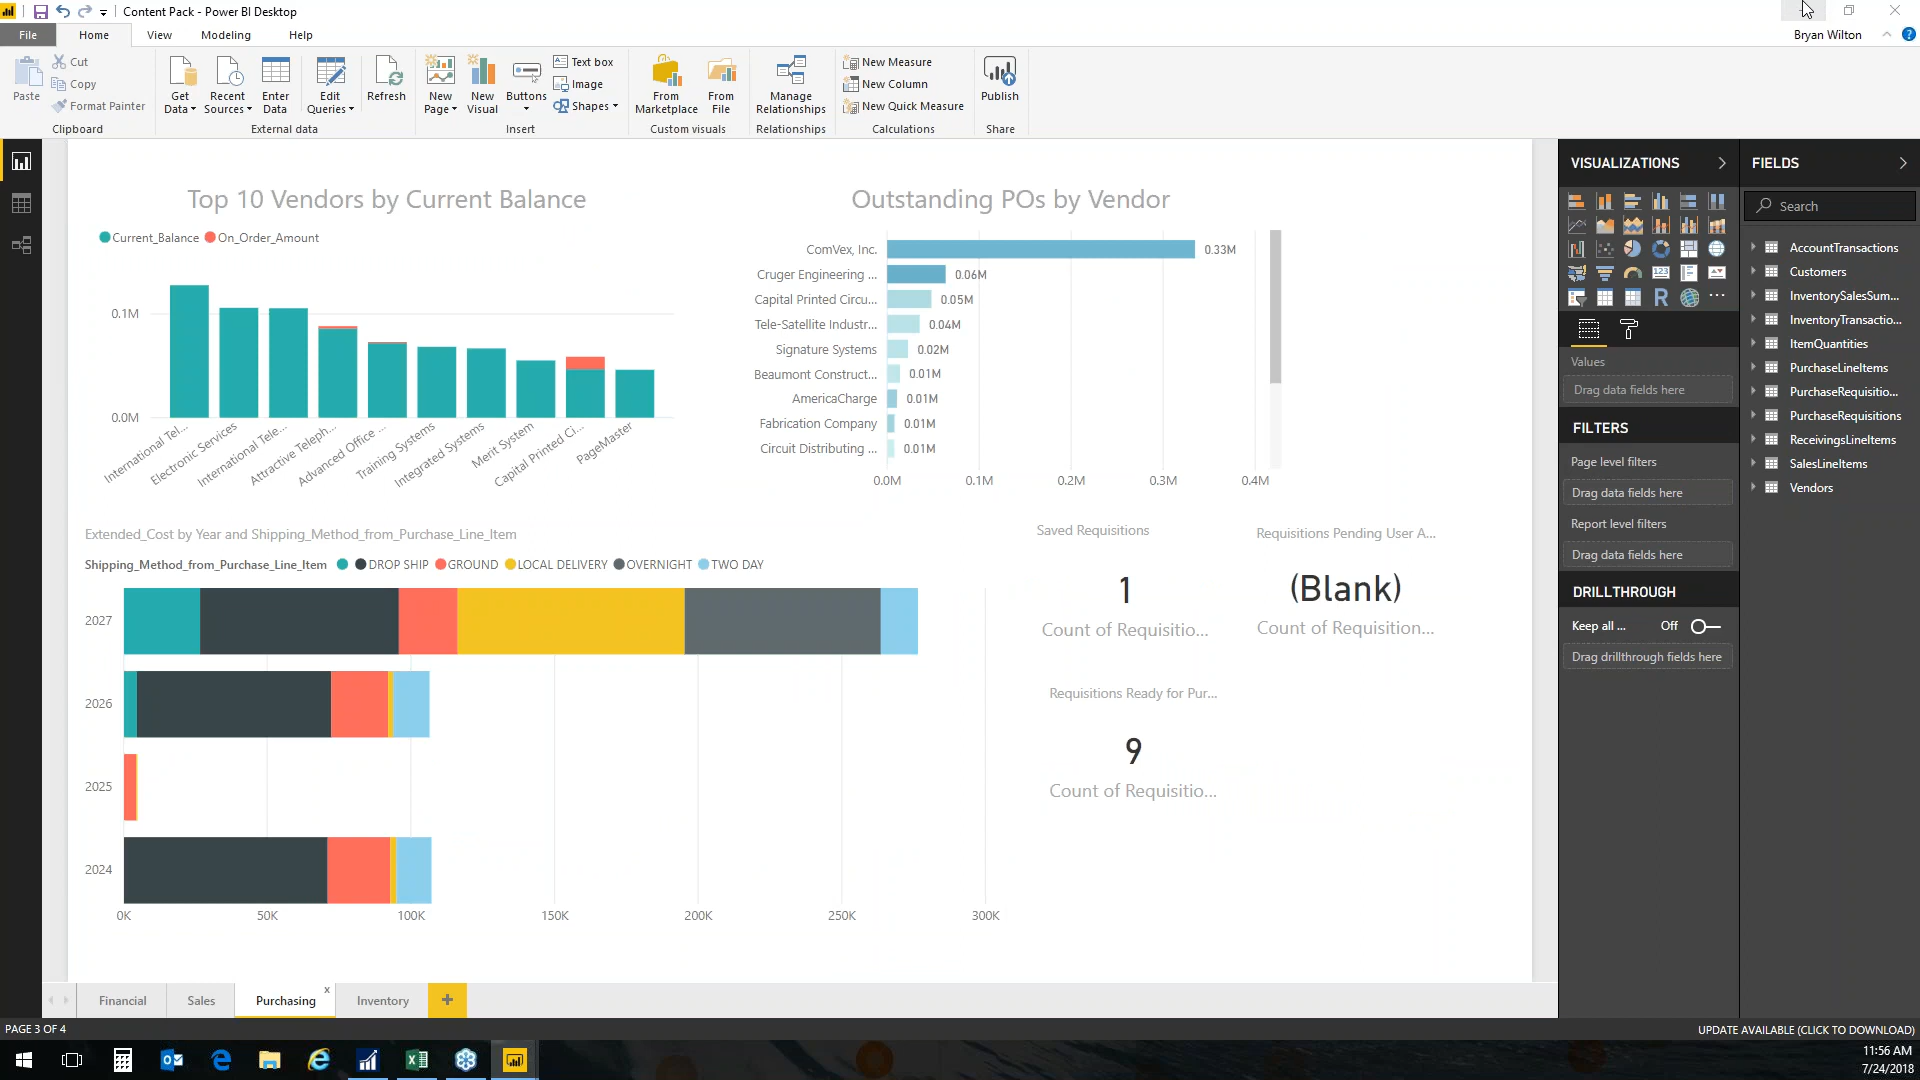 Content Pack - Power BI Desktop
File
Home
View
Modeling
Help
Bryan Wilton
Paste
Cut
Copy
Format Painter
Clipboard
Get Data
Recent Sources
Enter Data
Edit Queries
Refresh
External data
New Page
New Visual
Buttons
Text box
Image
Shapes
Insert
From Marketplace
From File
Custom visuals
Manage Relationships
Relationships
New Measure
New Column
New Quick Measure
Calculations
Publish
Share
Top 10 Vendors by Current Balance
Current_Balance On_Order_Amount
0.1M
0.0M
International Tel...
Electronic Services
International Tele...
Attractive Teleph...
Advanced Office ...
Training Systems
Integrated Systems
Merit System
Capital Printed Ci...
PageMaster
Outstanding POs by Vendor
ComVex, Inc. 0.33M
Cruger Engineering ... 0.06M
Capital Printed Circu... 0.05M
Tele-Satellite Industr... 0.04M
Signature Systems 0.02M
Beaumont Construct... 0.01M
AmericaCharge 0.01M
Fabrication Company 0.01M
Circuit Distributing ... 0.01M
0.0M 0.1M 0.2M 0.3M 0.4M
Extended_Cost by Year and Shipping_Method_from_Purchase_Line_Item
Shipping_Method_from_Purchase_Line_Item DROP SHIP GROUND LOCAL DELIVERY OVERNIGHT TWO DAY
2027
2026
2025
2024
0K 50K 100K 150K 200K 250K 300K
Saved Requisitions
1
Count of Requisitio...
Requisitions Pending User A...
(Blank)
Count of Requisition...
Requisitions Ready for Pur...
9
Count of Requisitio...
VISUALIZATIONS
Values
Drag data fields here
FILTERS
Page level filters
Drag data fields here
Report level filters
Drag data fields here
DRILLTHROUGH
Keep all ... Off
Drag drillthrough fields here
FIELDS
Search
AccountTransactions
Customers
InventorySalesSum...
InventoryTransactio...
ItemQuantities
PurchaseLineItems
PurchaseRequisitio...
PurchaseRequisitions
ReceivingsLineItems
SalesLineItems
Vendors
Financial
Sales
Purchasing
Inventory
PAGE 3 OF 4
UPDATE AVAILABLE (CLICK TO DOWNLOAD)
11:56 AM
7/24/2018